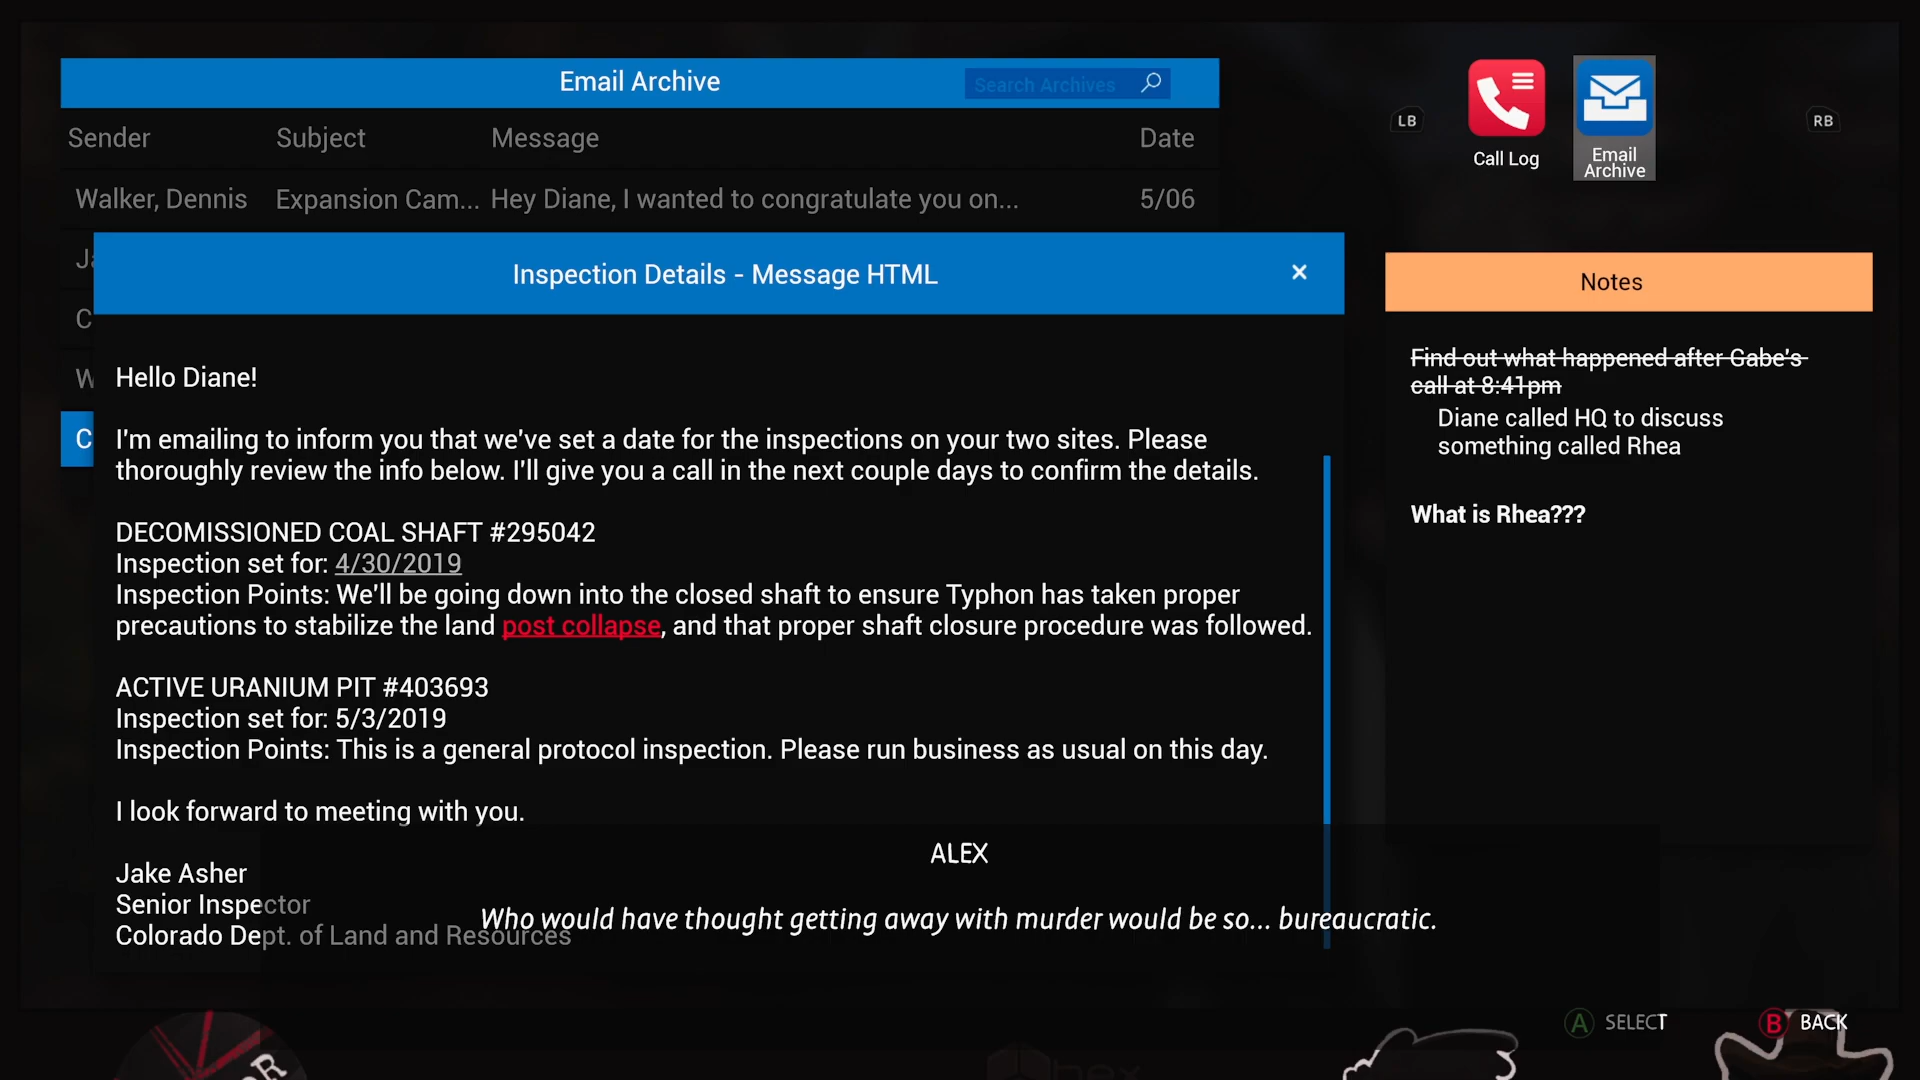 Email Archive
Search Archives
Sender Subject Message Date
Walker, Dennis Expansion Cam... Hey Diane, I wanted to congratulate you on... 5/06
LB
Call Log
Email
Archive
RB
Inspection Details - Message HTML
Hello Diane!
I'm emailing to inform you that we've set a date for the inspections on your two sites. Please
thoroughly review the info below. I'll give you a call in the next couple days to confirm the details.
DECOMISSIONED COAL SHAFT #295042
Inspection set for: 4/30/2019
Inspection Points: We'll be going down into the closed shaft to ensure Typhon has taken proper
precautions to stabilize the land post collapse, and that proper shaft closure procedure was followed.
ACTIVE URANIUM PIT #403693
Inspection set for: 5/3/2019
Inspection Points: This is a general protocol inspection. Please run business as usual on this day.
I look forward to meeting with you.
Jake Asher
Senior Inspector
Colorado Dept. of Land and Resources
Notes
Find out what happened after Gabe's
call at 8:41pm
Diane called HQ to discuss
something called Rhea
What is Rhea???
ALEX
Who would have thought getting away with murder would be so... bureaucratic.
A SELECT
B BACK